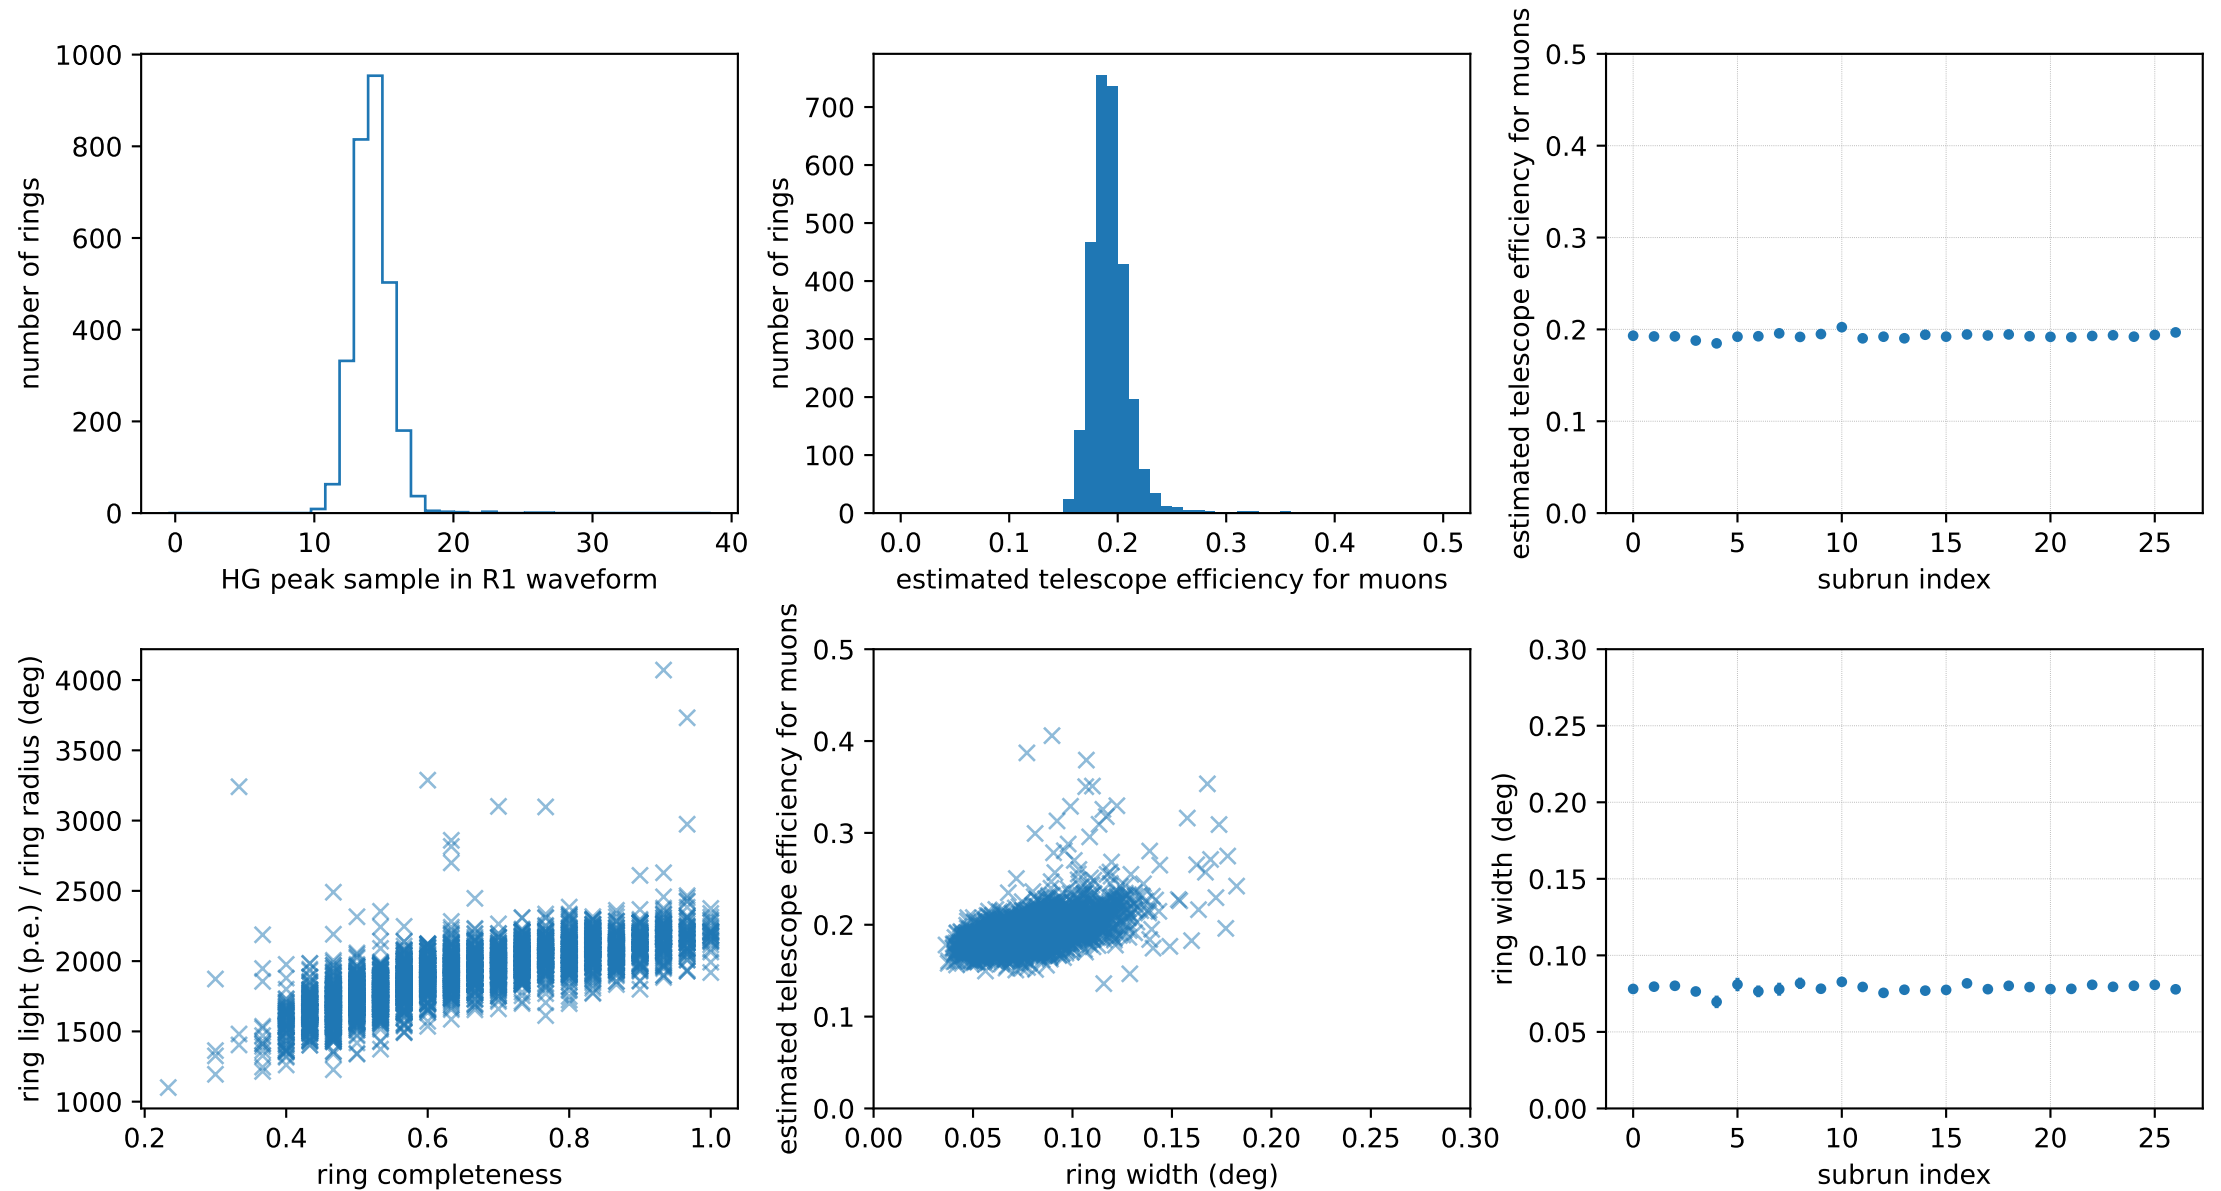 1000
800
600
400
200
0
number of rings
0 10 20 30 40
HG peak sample in R1 waveform
700
600
500
400
300
200
100
0
number of rings
0.0 0.1 0.2 0.3 0.4 0.5
estimated telescope efficiency for muons
0.5
0.4
0.3
0.2
0.1
0.0
estimated telescope efficiency for muons
0 5 10 15 20 25
subrun index
4000
3500
3000
2500
2000
1500
1000
ring light (p.e.) / ring radius (deg)
0.2 0.4 0.6 0.8 1.0
ring completeness
0.5
0.4
0.3
0.2
0.1
0.0
estimated telescope efficiency for muons
0.00 0.05 0.10 0.15 0.20 0.25 0.30
ring width (deg)
0.30
0.25
0.20
0.15
0.10
0.05
0.00
ring width (deg)
0 5 10 15 20 25
subrun index